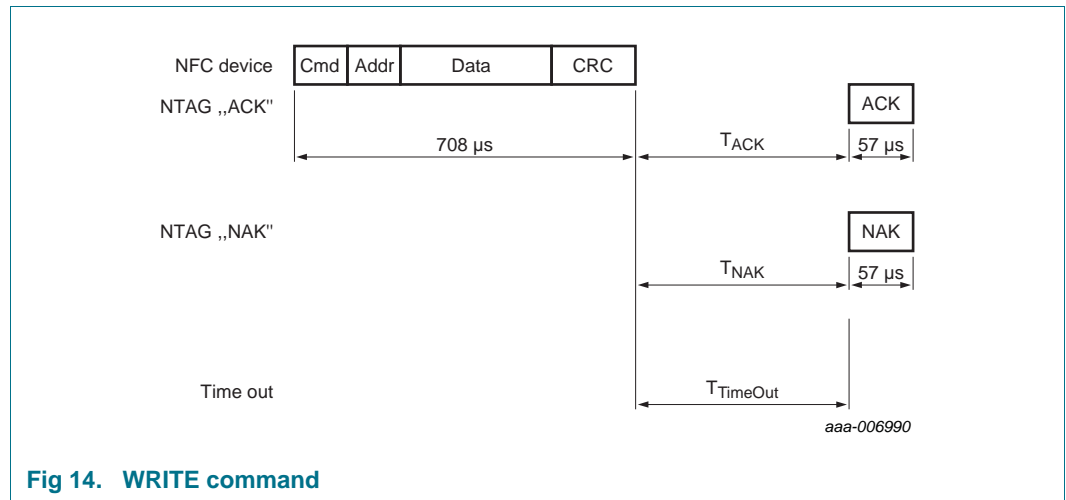 NFC device Cmd Addr Data CRC
NTAG „ACK" ACK
708 µs TACK 57 µs
NTAG „NAK" NAK
TNAK 57 µs
Time out TTimeOut
aaa-006990
Fig 14. WRITE command